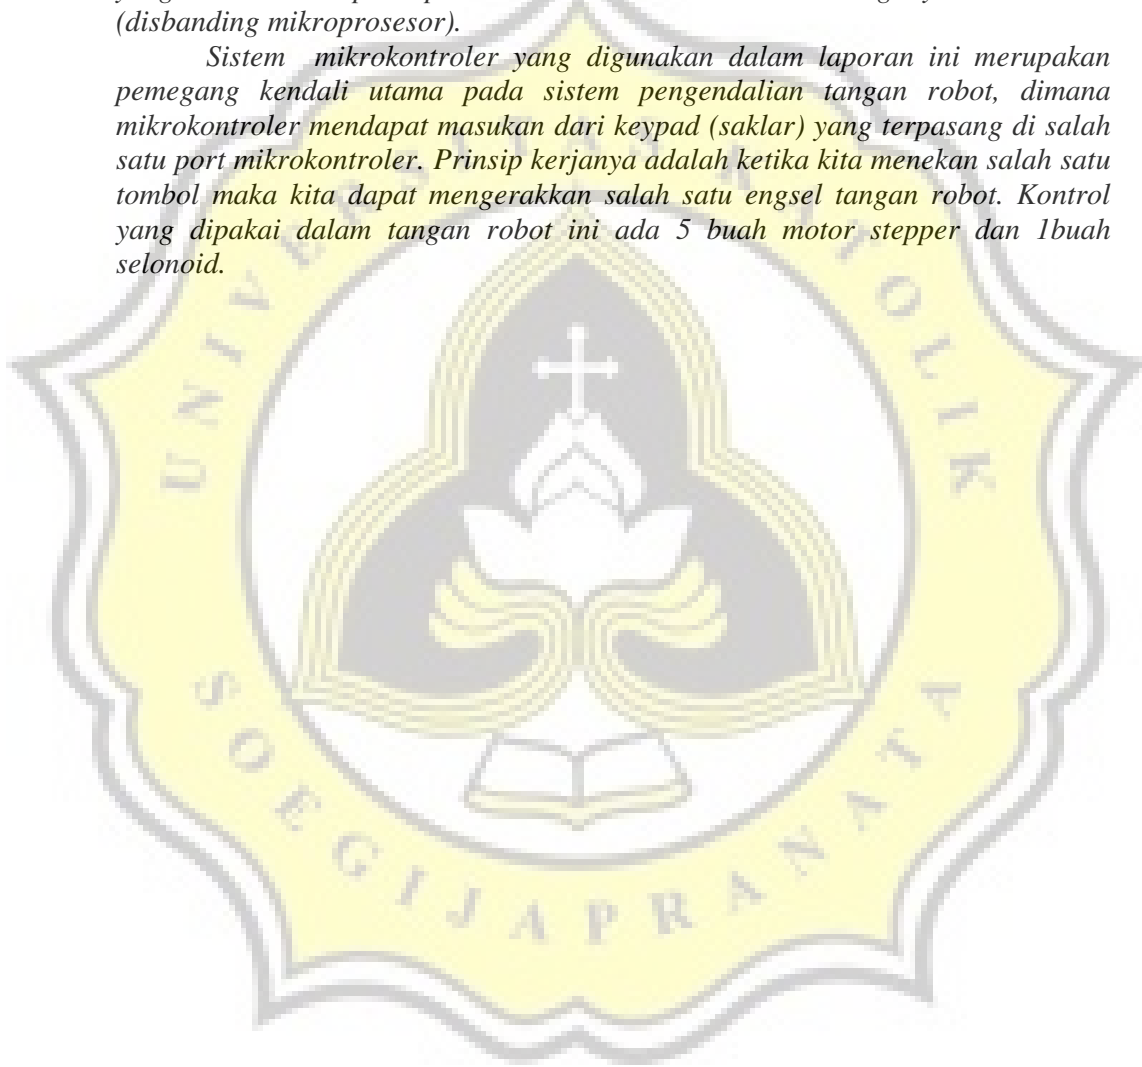 (disbanding mikroprosesor).
Sistem mikrokontroler yang digunakan dalam laporan ini merupakan
pemegang kendali utama pada sistem pengendalian tangan robot, dimana
mikrokontroler mendapat masukan dari keypad (saklar) yang terpasang di salah
satu port mikrokontroler. Prinsip kerjanya adalah ketika kita menekan salah satu
tombol maka kita dapat mengerakkan salah satu engsel tangan robot. Kontrol
yang dipakai dalam tangan robot ini ada 5 buah motor stepper dan 1buah
selonoid.
UNIVERSITAS KATOLIK
SOEGIJAPRANATA